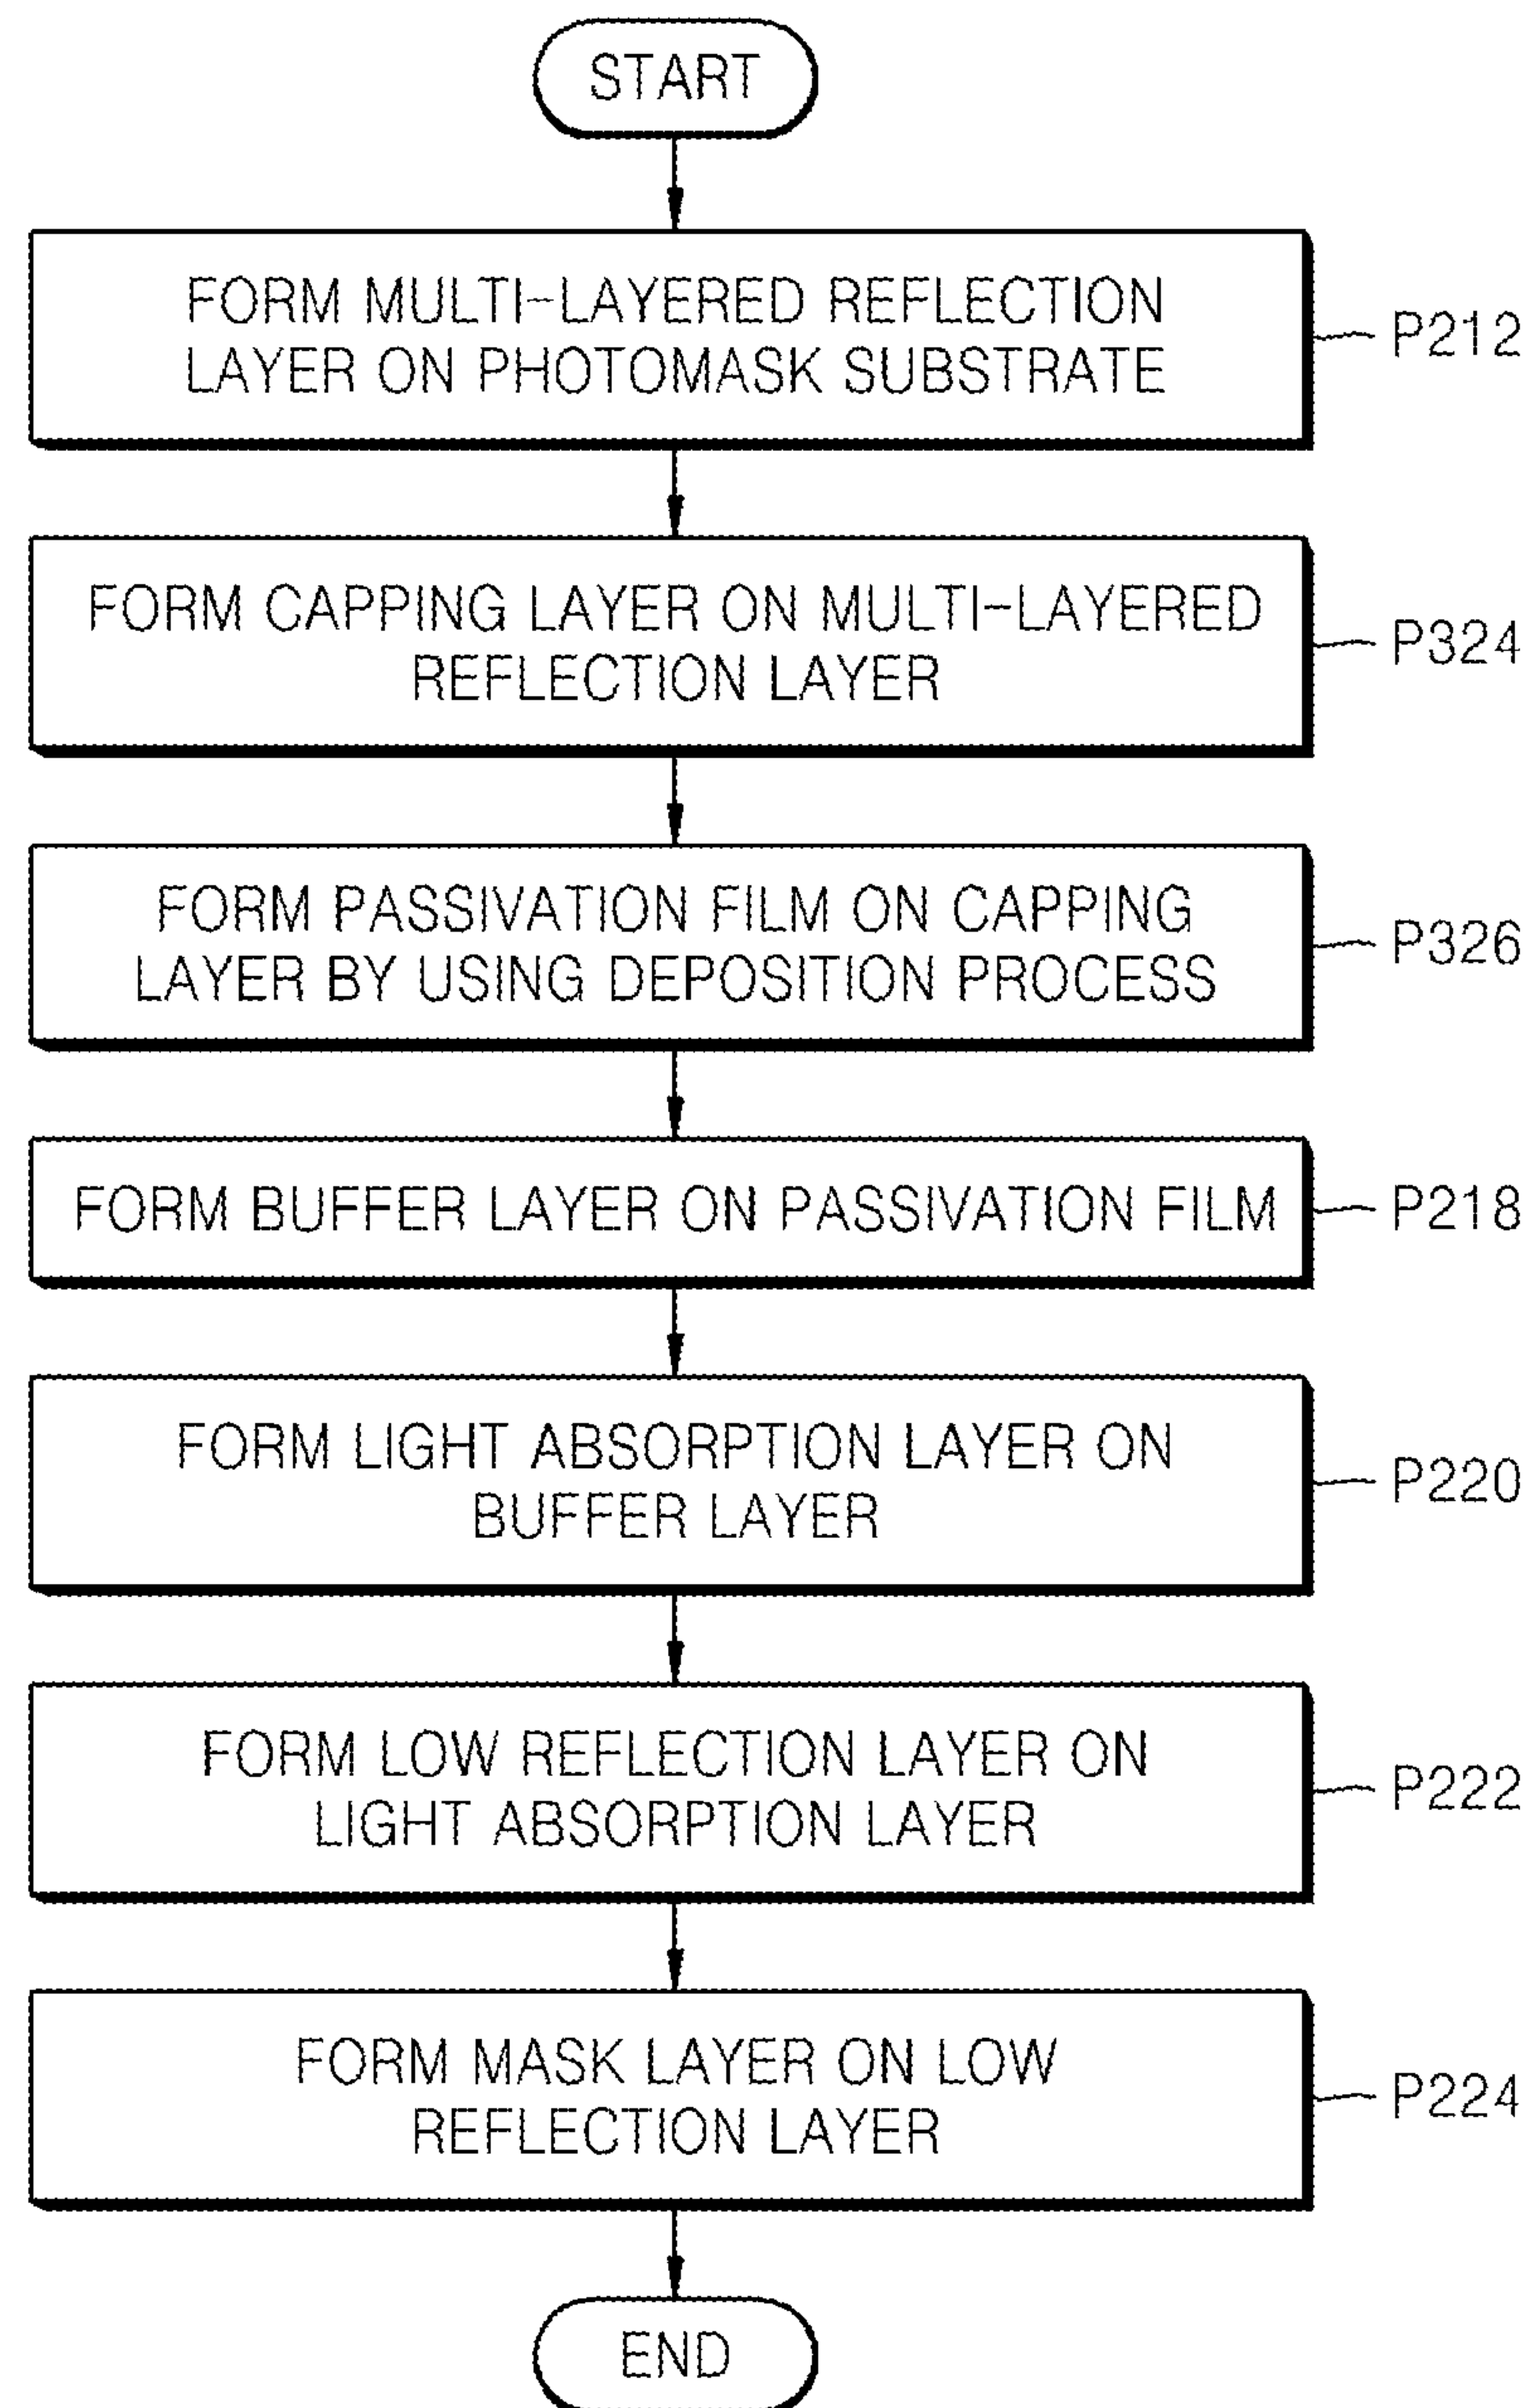 START
FORM MULTI-LAYERED REFLECTION
LAYER ON PHOTOMASK SUBSTRATE
P212
FORM CAPPING LAYER ON MULTI-LAYERED
REFLECTION LAYER
P324
FORM PASSIVATION FILM ON CAPPING
LAYER BY USING DEPOSITION PROCESS
P326
FORM BUFFER LAYER ON PASSIVATION FILM
P218
FORM LIGHT ABSORPTION LAYER ON
BUFFER LAYER
P220
FORM LOW REFLECTION LAYER ON
LIGHT ABSORPTION LAYER
P222
FORM MASK LAYER ON LOW
REFLECTION LAYER
P224
END